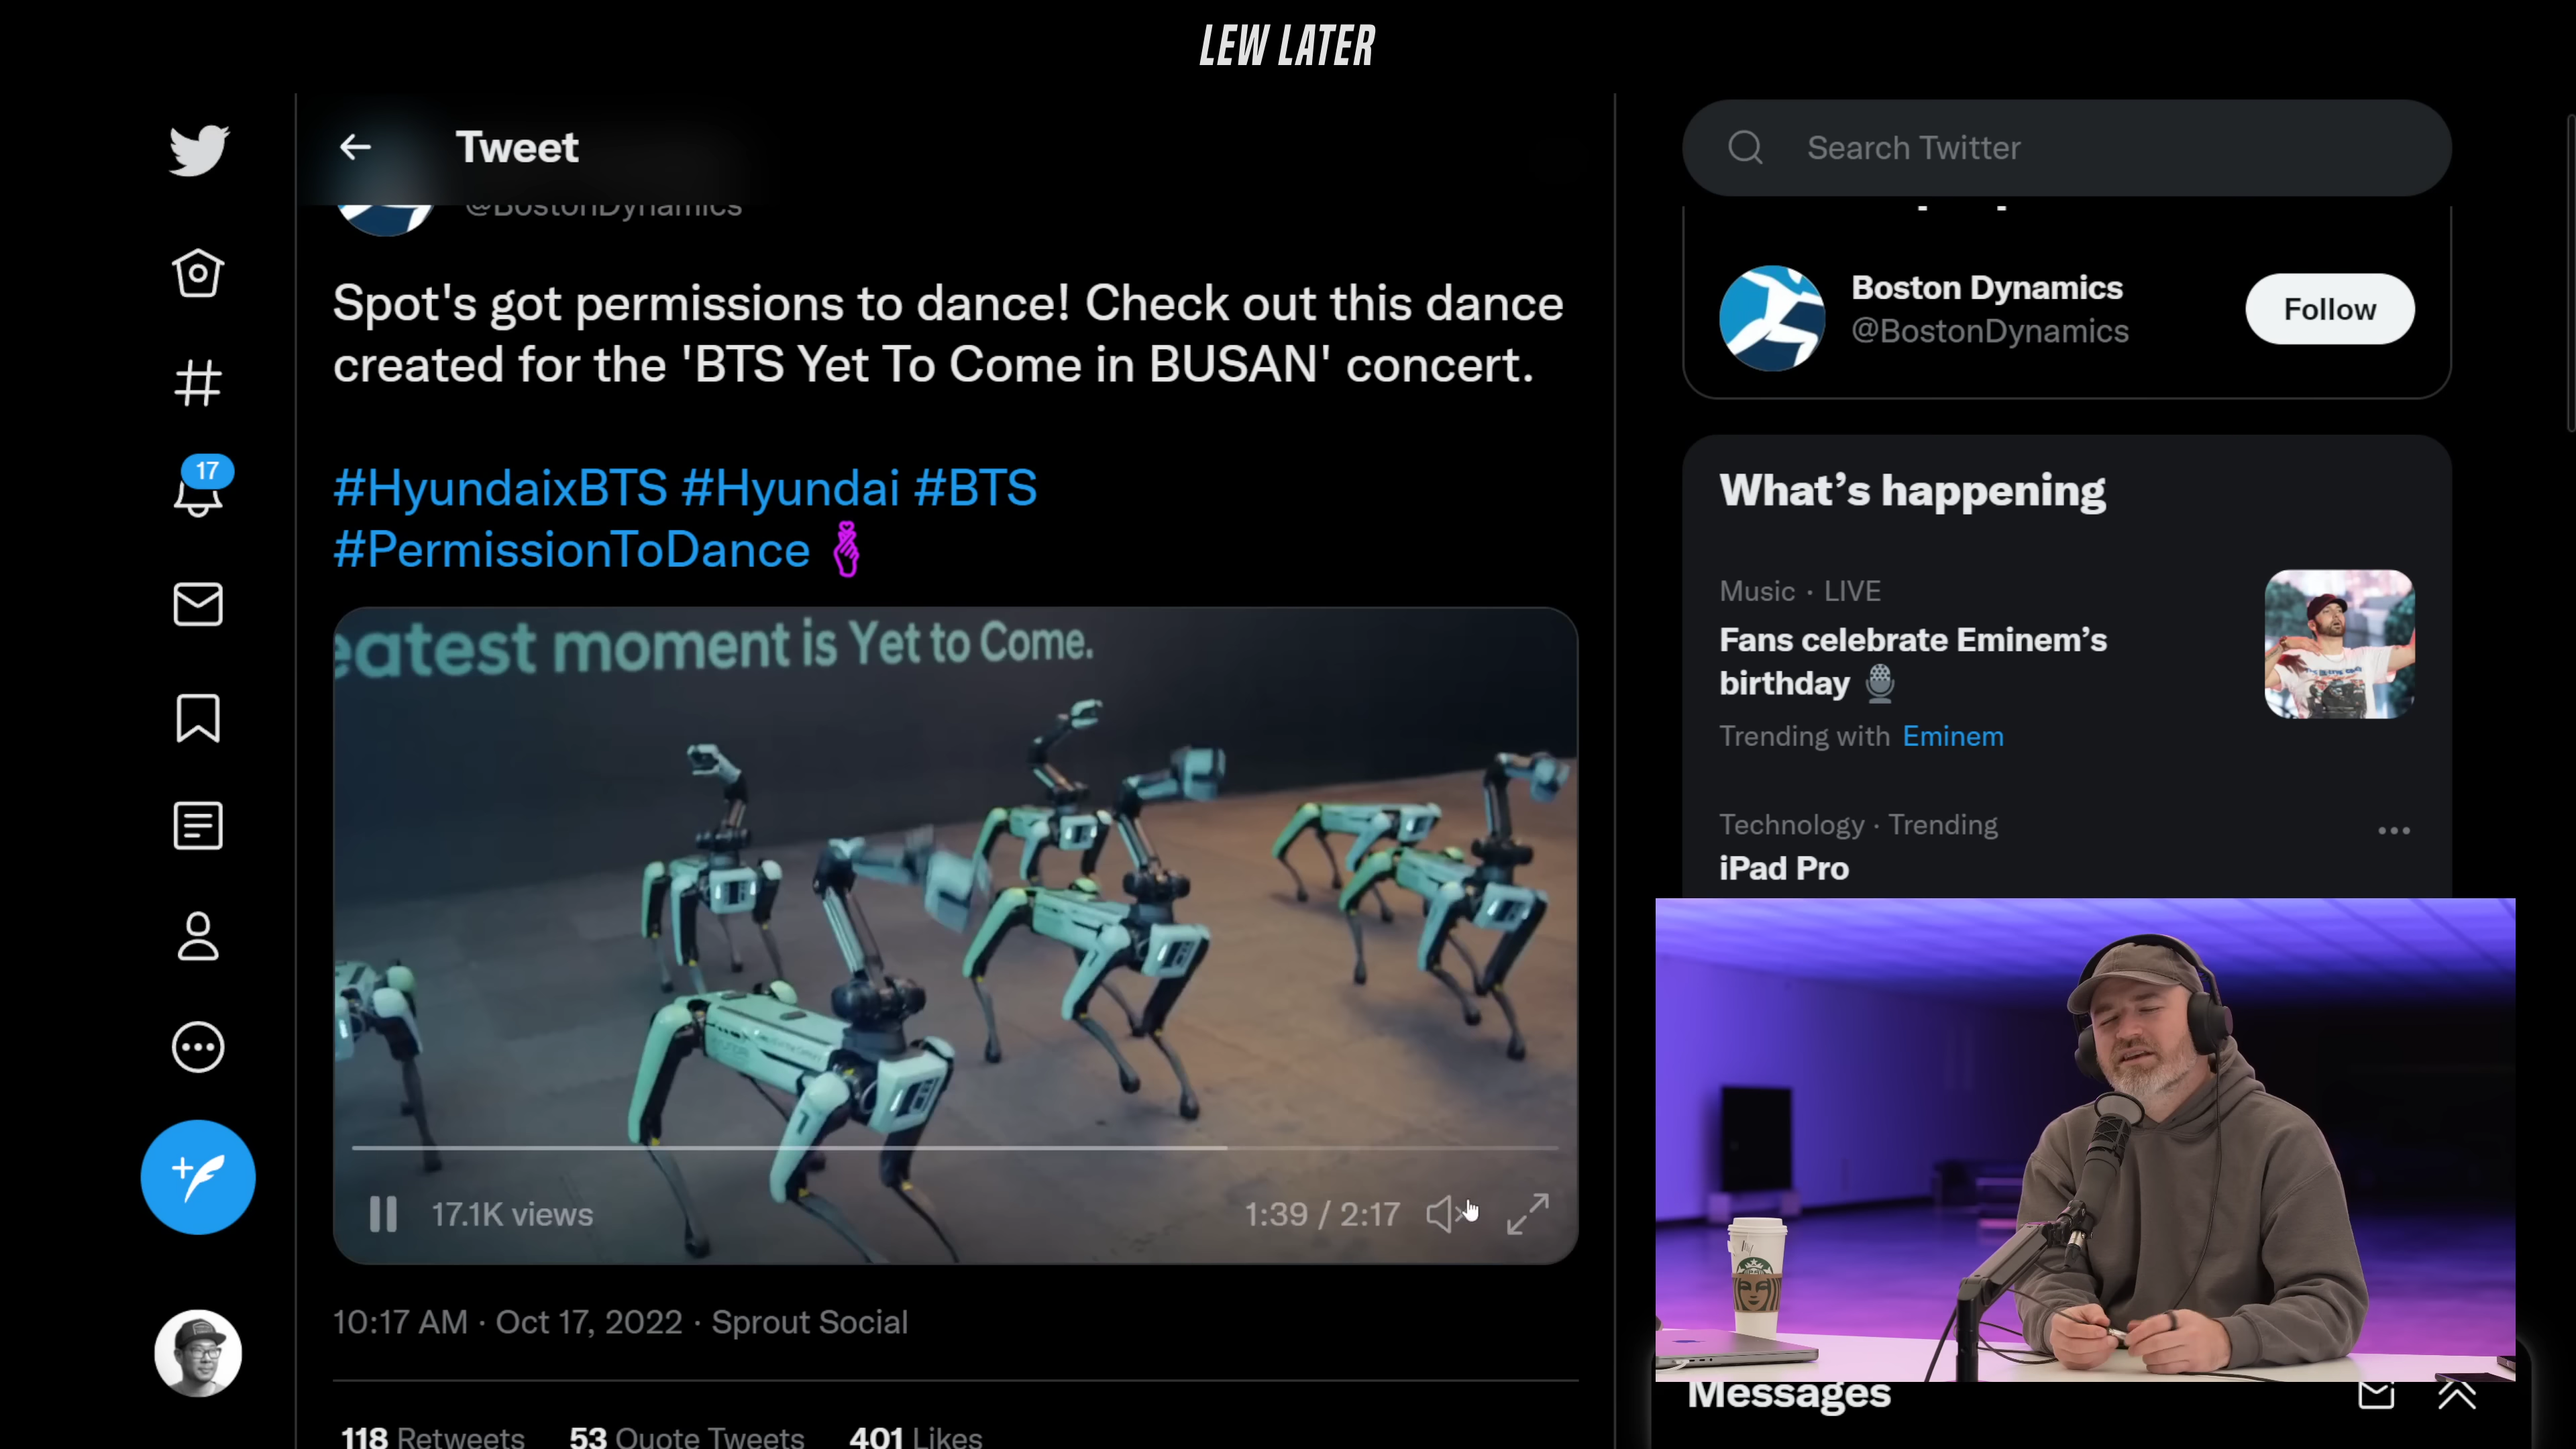 LEW LATER
Tweet
@BostonDynamics
Spot's got permissions to dance! Check out this dance
created for the 'BTS Yet To Come in BUSAN' concert.
#HyundaixBTS #Hyundai #BTS
#PermissionToDance
eatest moment is Yet to Come.
17.1K views
1:39 / 2:17
10:17 AM · Oct 17, 2022 · Sprout Social
118 Retweets 53 Quote Tweets 401 Likes
17
Search Twitter
Boston Dynamics
@BostonDynamics
Follow
What's happening
Music · LIVE
Fans celebrate Eminem's
birthday
Trending with Eminem
Technology · Trending
iPad Pro
Messages